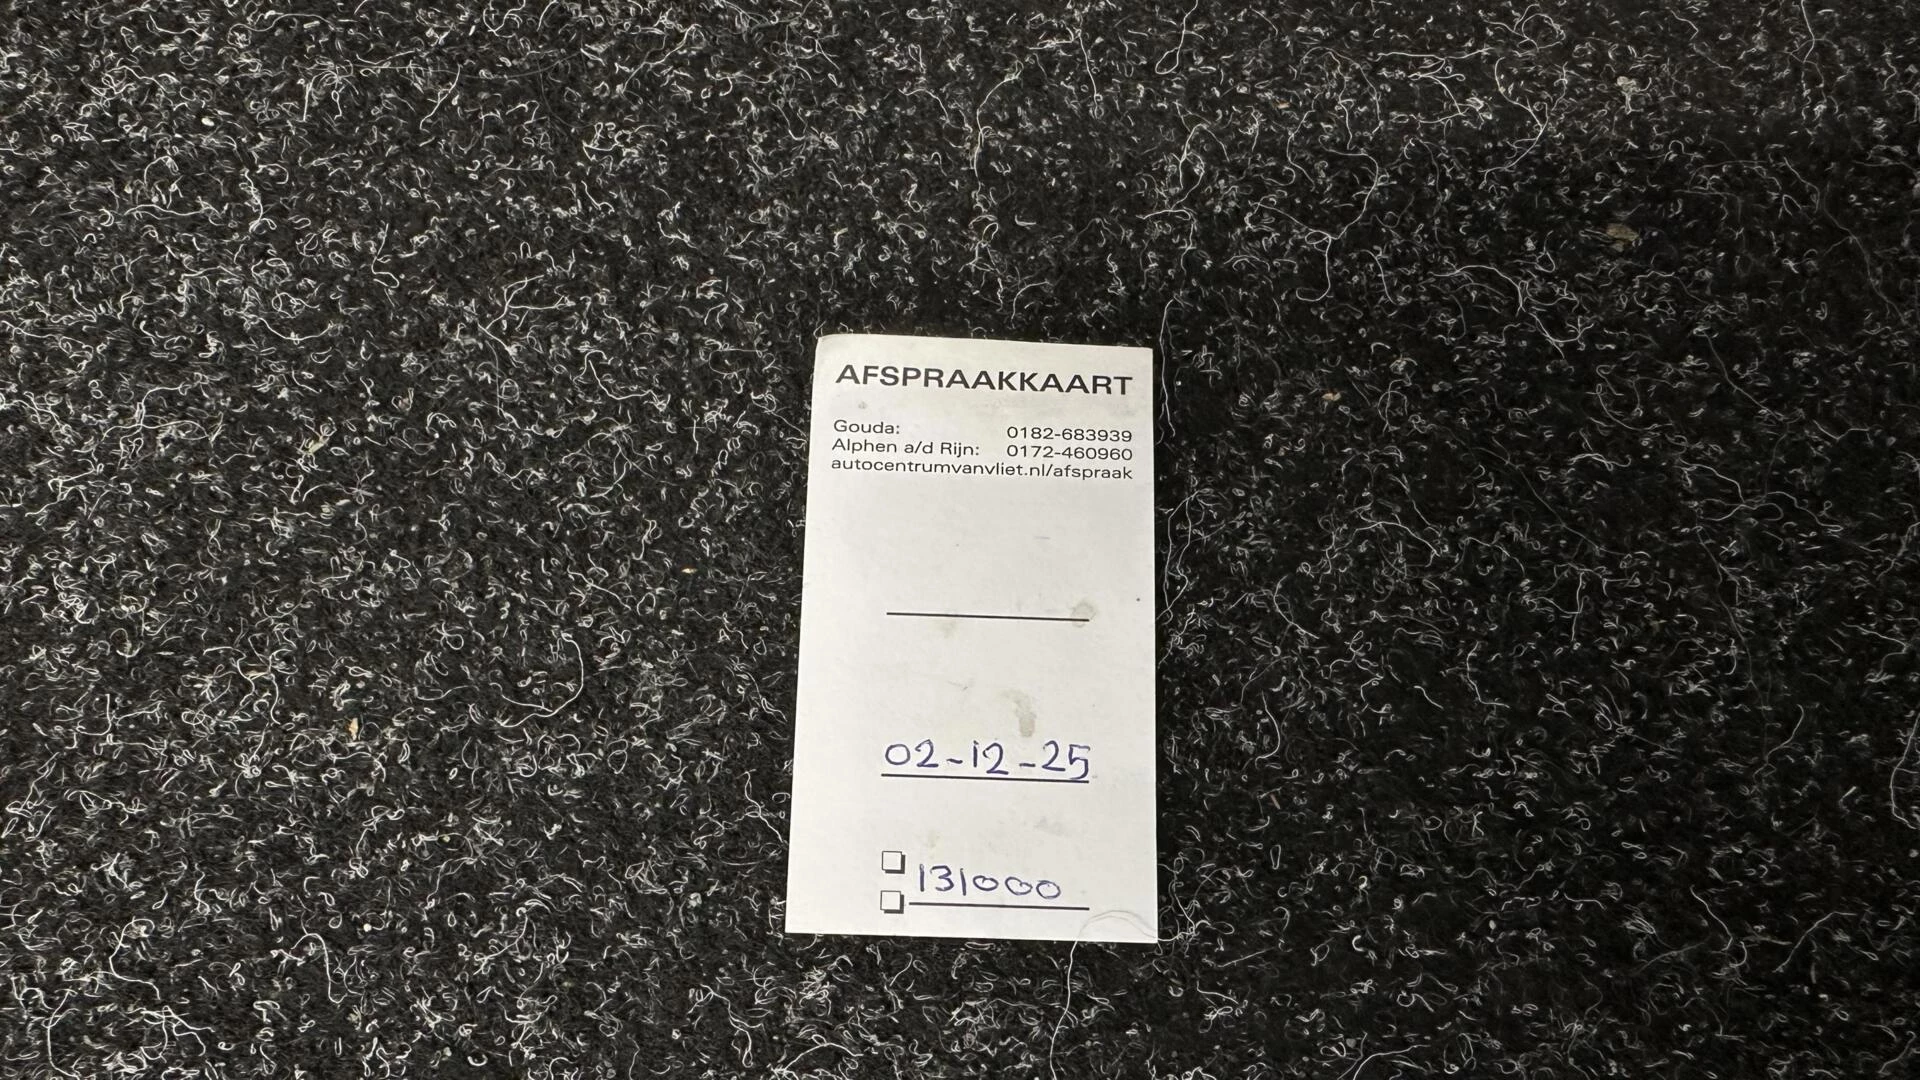 AFSPRAAKKAART
Gouda: 0182-683939
Alphen a/d Rijn: 0172-460960
autocentrumvanvliet.nl/afspraak
02-12-25
131000